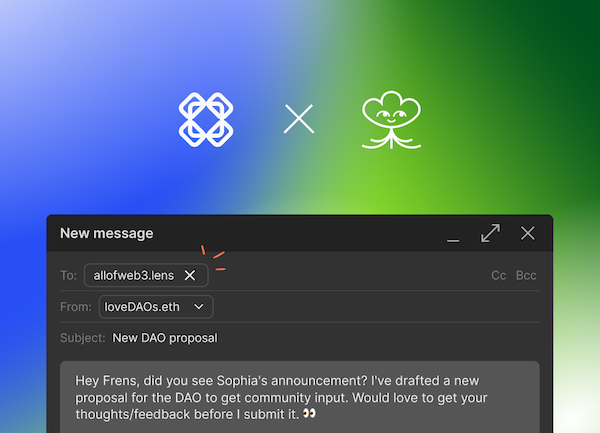 New message
To: allofweb3.lens Cc Bcc
From: loveDAOs.eth
Subject: New DAO proposal
Hey Frens, did you see Sophia's announcement? I've drafted a new
proposal for the DAO to get community input. Would love to get your
thoughts/feedback before I submit it. 👀